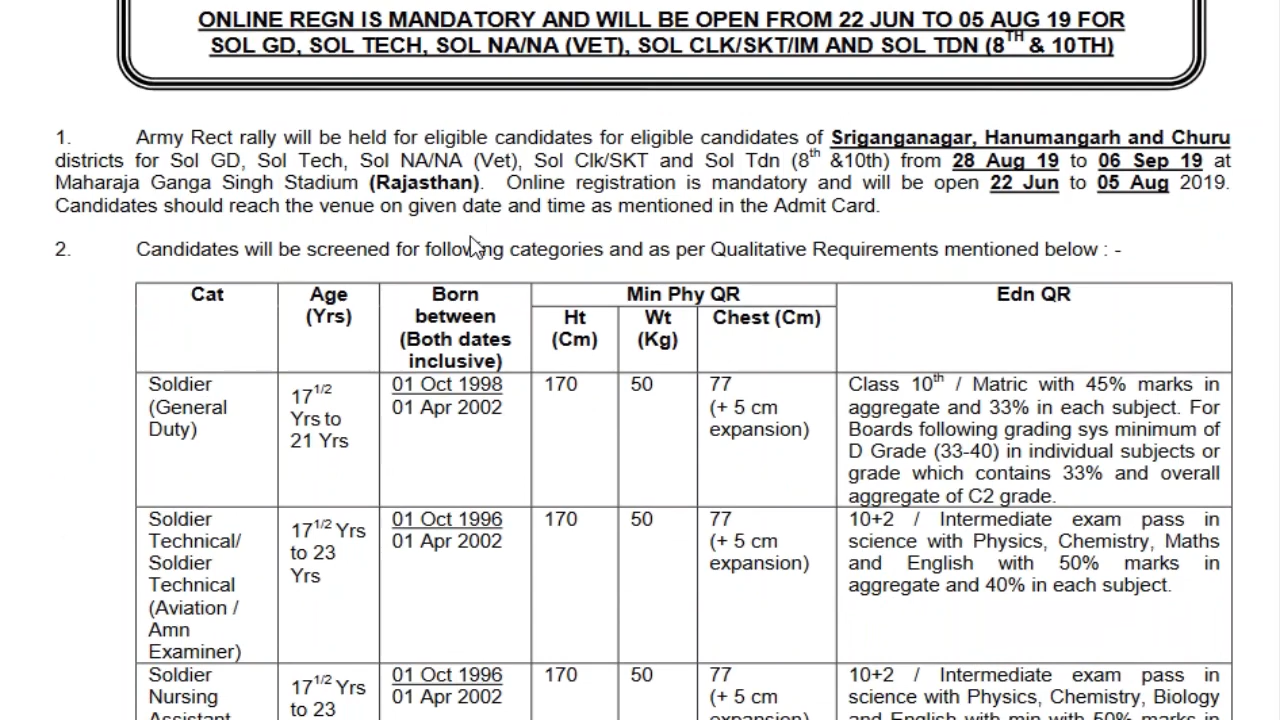 ONLINE REGN IS MANDATORY AND WILL BE OPEN FROM 22 JUN TO 05 AUG 19 FOR
SOL GD, SOL TECH, SOL NA/NA (VET), SOL CLK/SKT/IM AND SOL TDN (8TH & 10TH)
1. Army Rect rally will be held for eligible candidates for eligible candidates of Sriganganagar, Hanumangarh and Churu
districts for Sol GD, Sol Tech, Sol NA/NA (Vet), Sol Clk/SKT and Sol Tdn (8th &10th) from 28 Aug 19 to 06 Sep 19 at
Maharaja Ganga Singh Stadium (Rajasthan). Online registration is mandatory and will be open 22 Jun to 05 Aug 2019.
Candidates should reach the venue on given date and time as mentioned in the Admit Card.
2. Candidates will be screened for following categories and as per Qualitative Requirements mentioned below : -
Cat
Age
(Yrs)
Born
between
(Both dates
inclusive)
Min Phy QR
Ht
(Cm)
Wt
(Kg)
Chest (Cm)
Edn QR
Soldier
(General
Duty)
17 1/2
Yrs to
21 Yrs
01 Oct 1998
01 Apr 2002
170
50
77
(+ 5 cm
expansion)
Class 10th / Matric with 45% marks in
aggregate and 33% in each subject. For
Boards following grading sys minimum of
D Grade (33-40) in individual subjects or
grade which contains 33% and overall
aggregate of C2 grade.
Soldier
Technical/
Soldier
Technical
(Aviation /
Amn
Examiner)
17 1/2 Yrs
to 23
Yrs
01 Oct 1996
01 Apr 2002
170
50
77
(+ 5 cm
expansion)
10+2 / Intermediate exam pass in
science with Physics, Chemistry, Maths
and English with 50% marks in
aggregate and 40% in each subject.
Soldier
Nursing
Assistant
17 1/2 Yrs
to 23
01 Oct 1996
01 Apr 2002
170
50
77
(+ 5 cm
expansion)
10+2 / Intermediate exam pass in
science with Physics, Chemistry, Biology
and English with min with 50% marks in